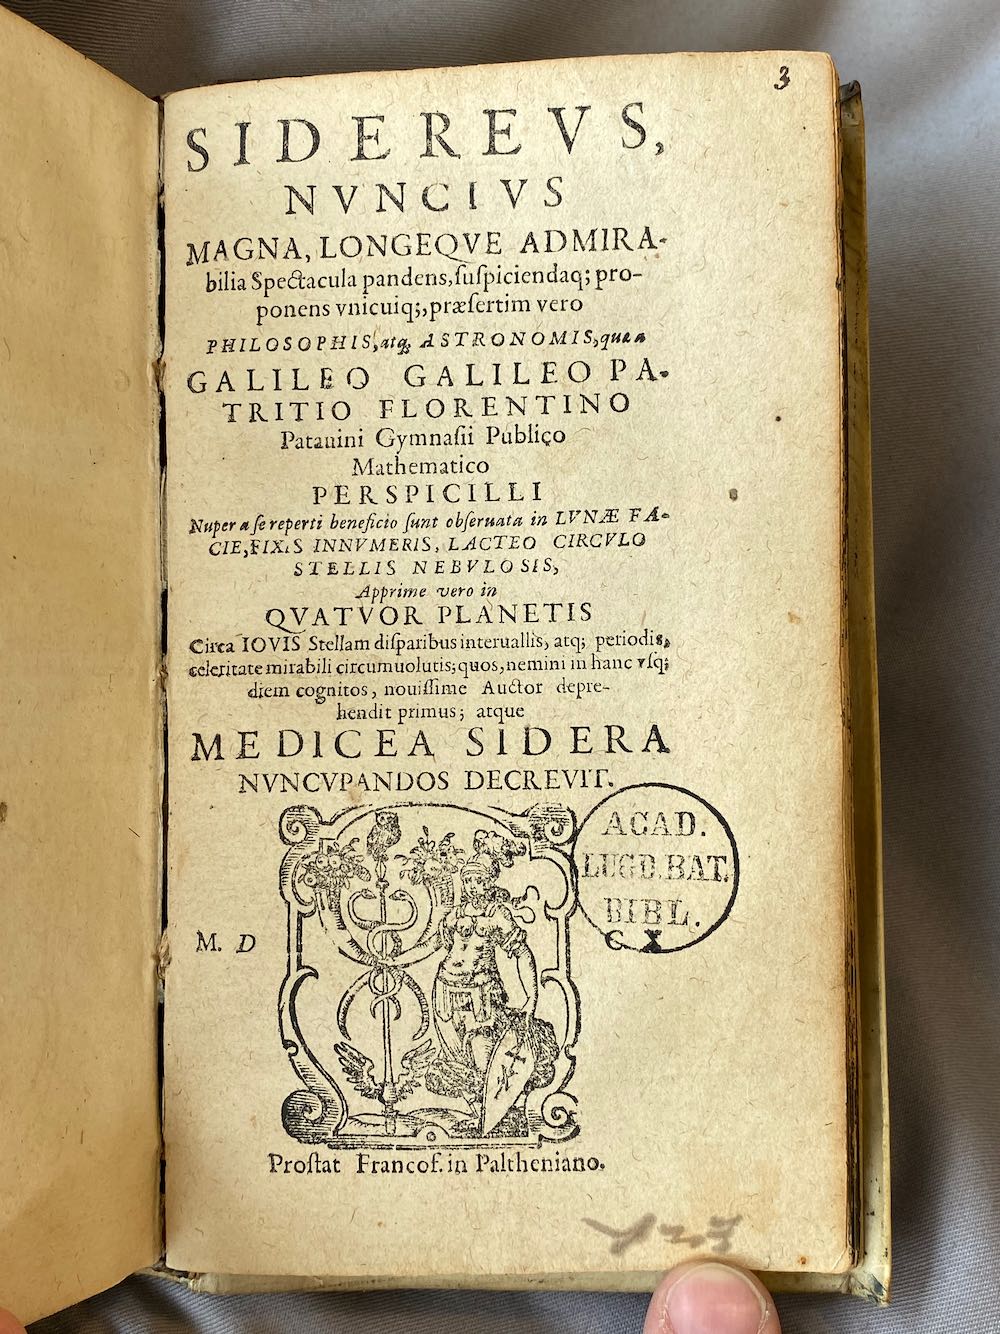 3
SIDEREVS,
NVNCIVS
MAGNA, LONGEQVE ADMIRA-
bilia Spectacula pandens, ſuſpiciendaq; pro-
ponens vnicuiq;, præſertim vero
PHILOSOPHIS, atq; ASTRONOMIS, quæ a
GALILEO GALILEO PA-
TRITIO FLORENTINO
Patauini Gymnaſii Publico
Mathematico
PERSPICILLI
Nuper a ſe reperti beneficio ſunt obſeruata in LVNÆ FA-
CIE, FIXIS INNVMERIS, LACTEO CIRCVLO
STELLIS NEBVLOSIS,
Apprime vero in
QVATVOR PLANETIS
Circa IOVIS Stellam diſparibus interuallis, atq; periodis,
celeritate mirabili circumuolutis; quos, nemini in hanc vſq;
diem cognitos, nouiſſime Auctor depre-
hendit primus; atque
MEDICEA SIDERA
NVNCVPANDOS DECREVIT.
ACAD.
LUGD. BAT.
BIBL.
M. D C X
Proſtat Francof. in Paltheniano.